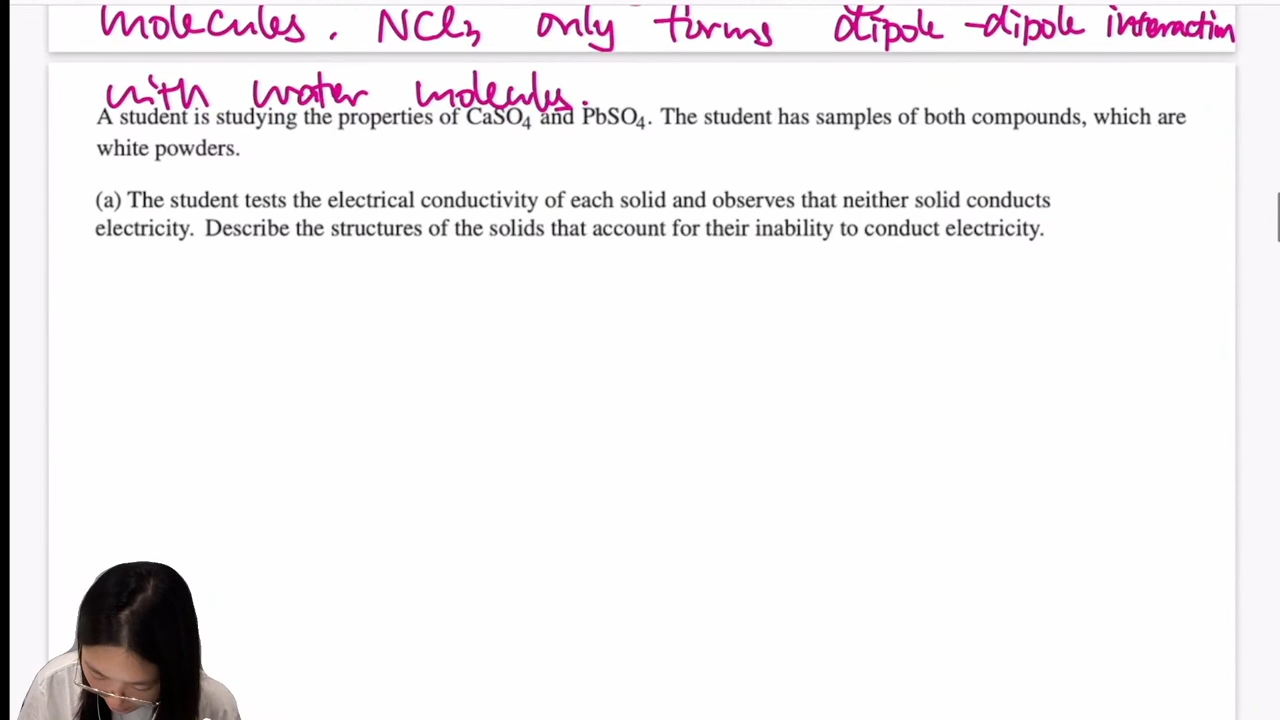 molecules. NCl3 only forms dipole-dipole interaction
with water molecules.
A student is studying the properties of CaSO4 and PbSO4. The student has samples of both compounds, which are
white powders.
(a) The student tests the electrical conductivity of each solid and observes that neither solid conducts
electricity. Describe the structures of the solids that account for their inability to conduct electricity.